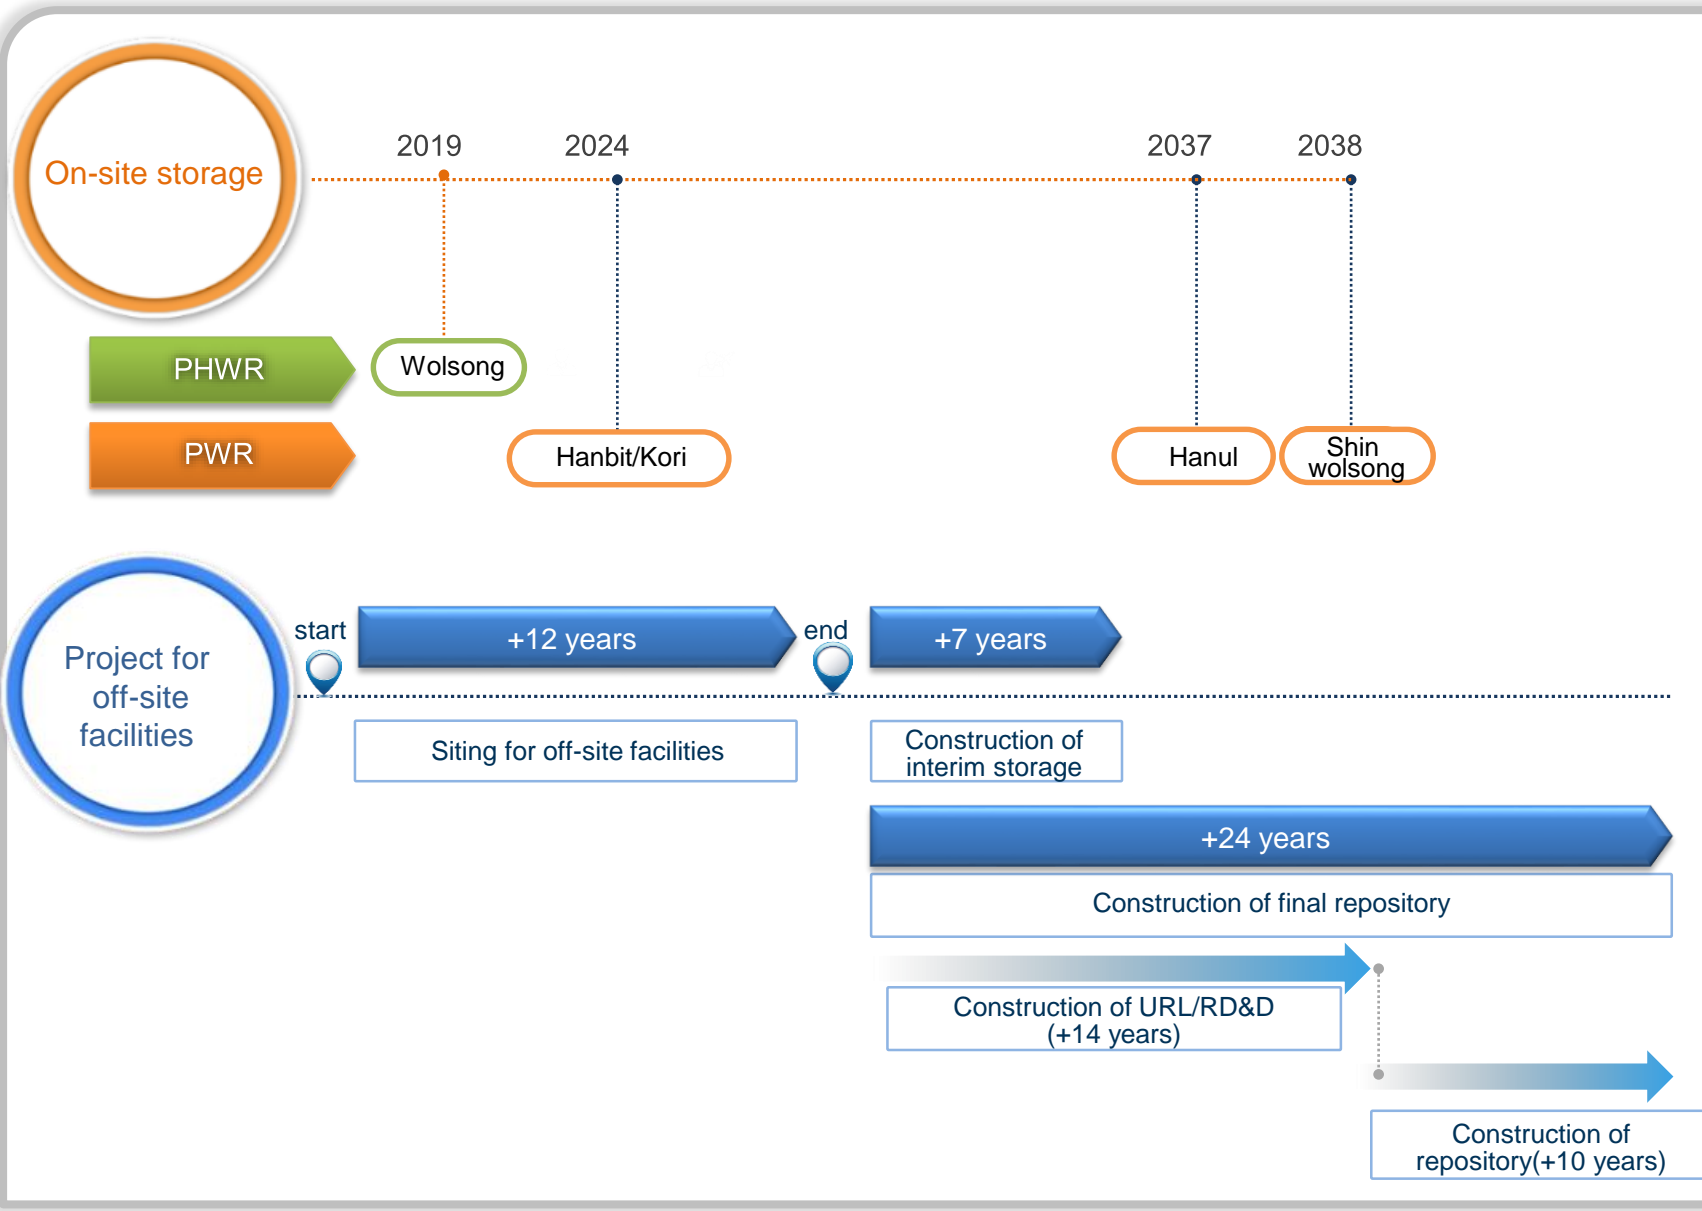 On-site storage
2019
2024
2037
2038
PHWR
Wolsong
PWR
Hanbit/Kori
Hanul
Shin
wolsong
Project for
off-site
facilities
start
+12 years
end
+7 years
Siting for off-site facilities
Construction of
interim storage
+24 years
Construction of final repository
Construction of URL/RD&D
(+14 years)
Construction of
repository(+10 years)